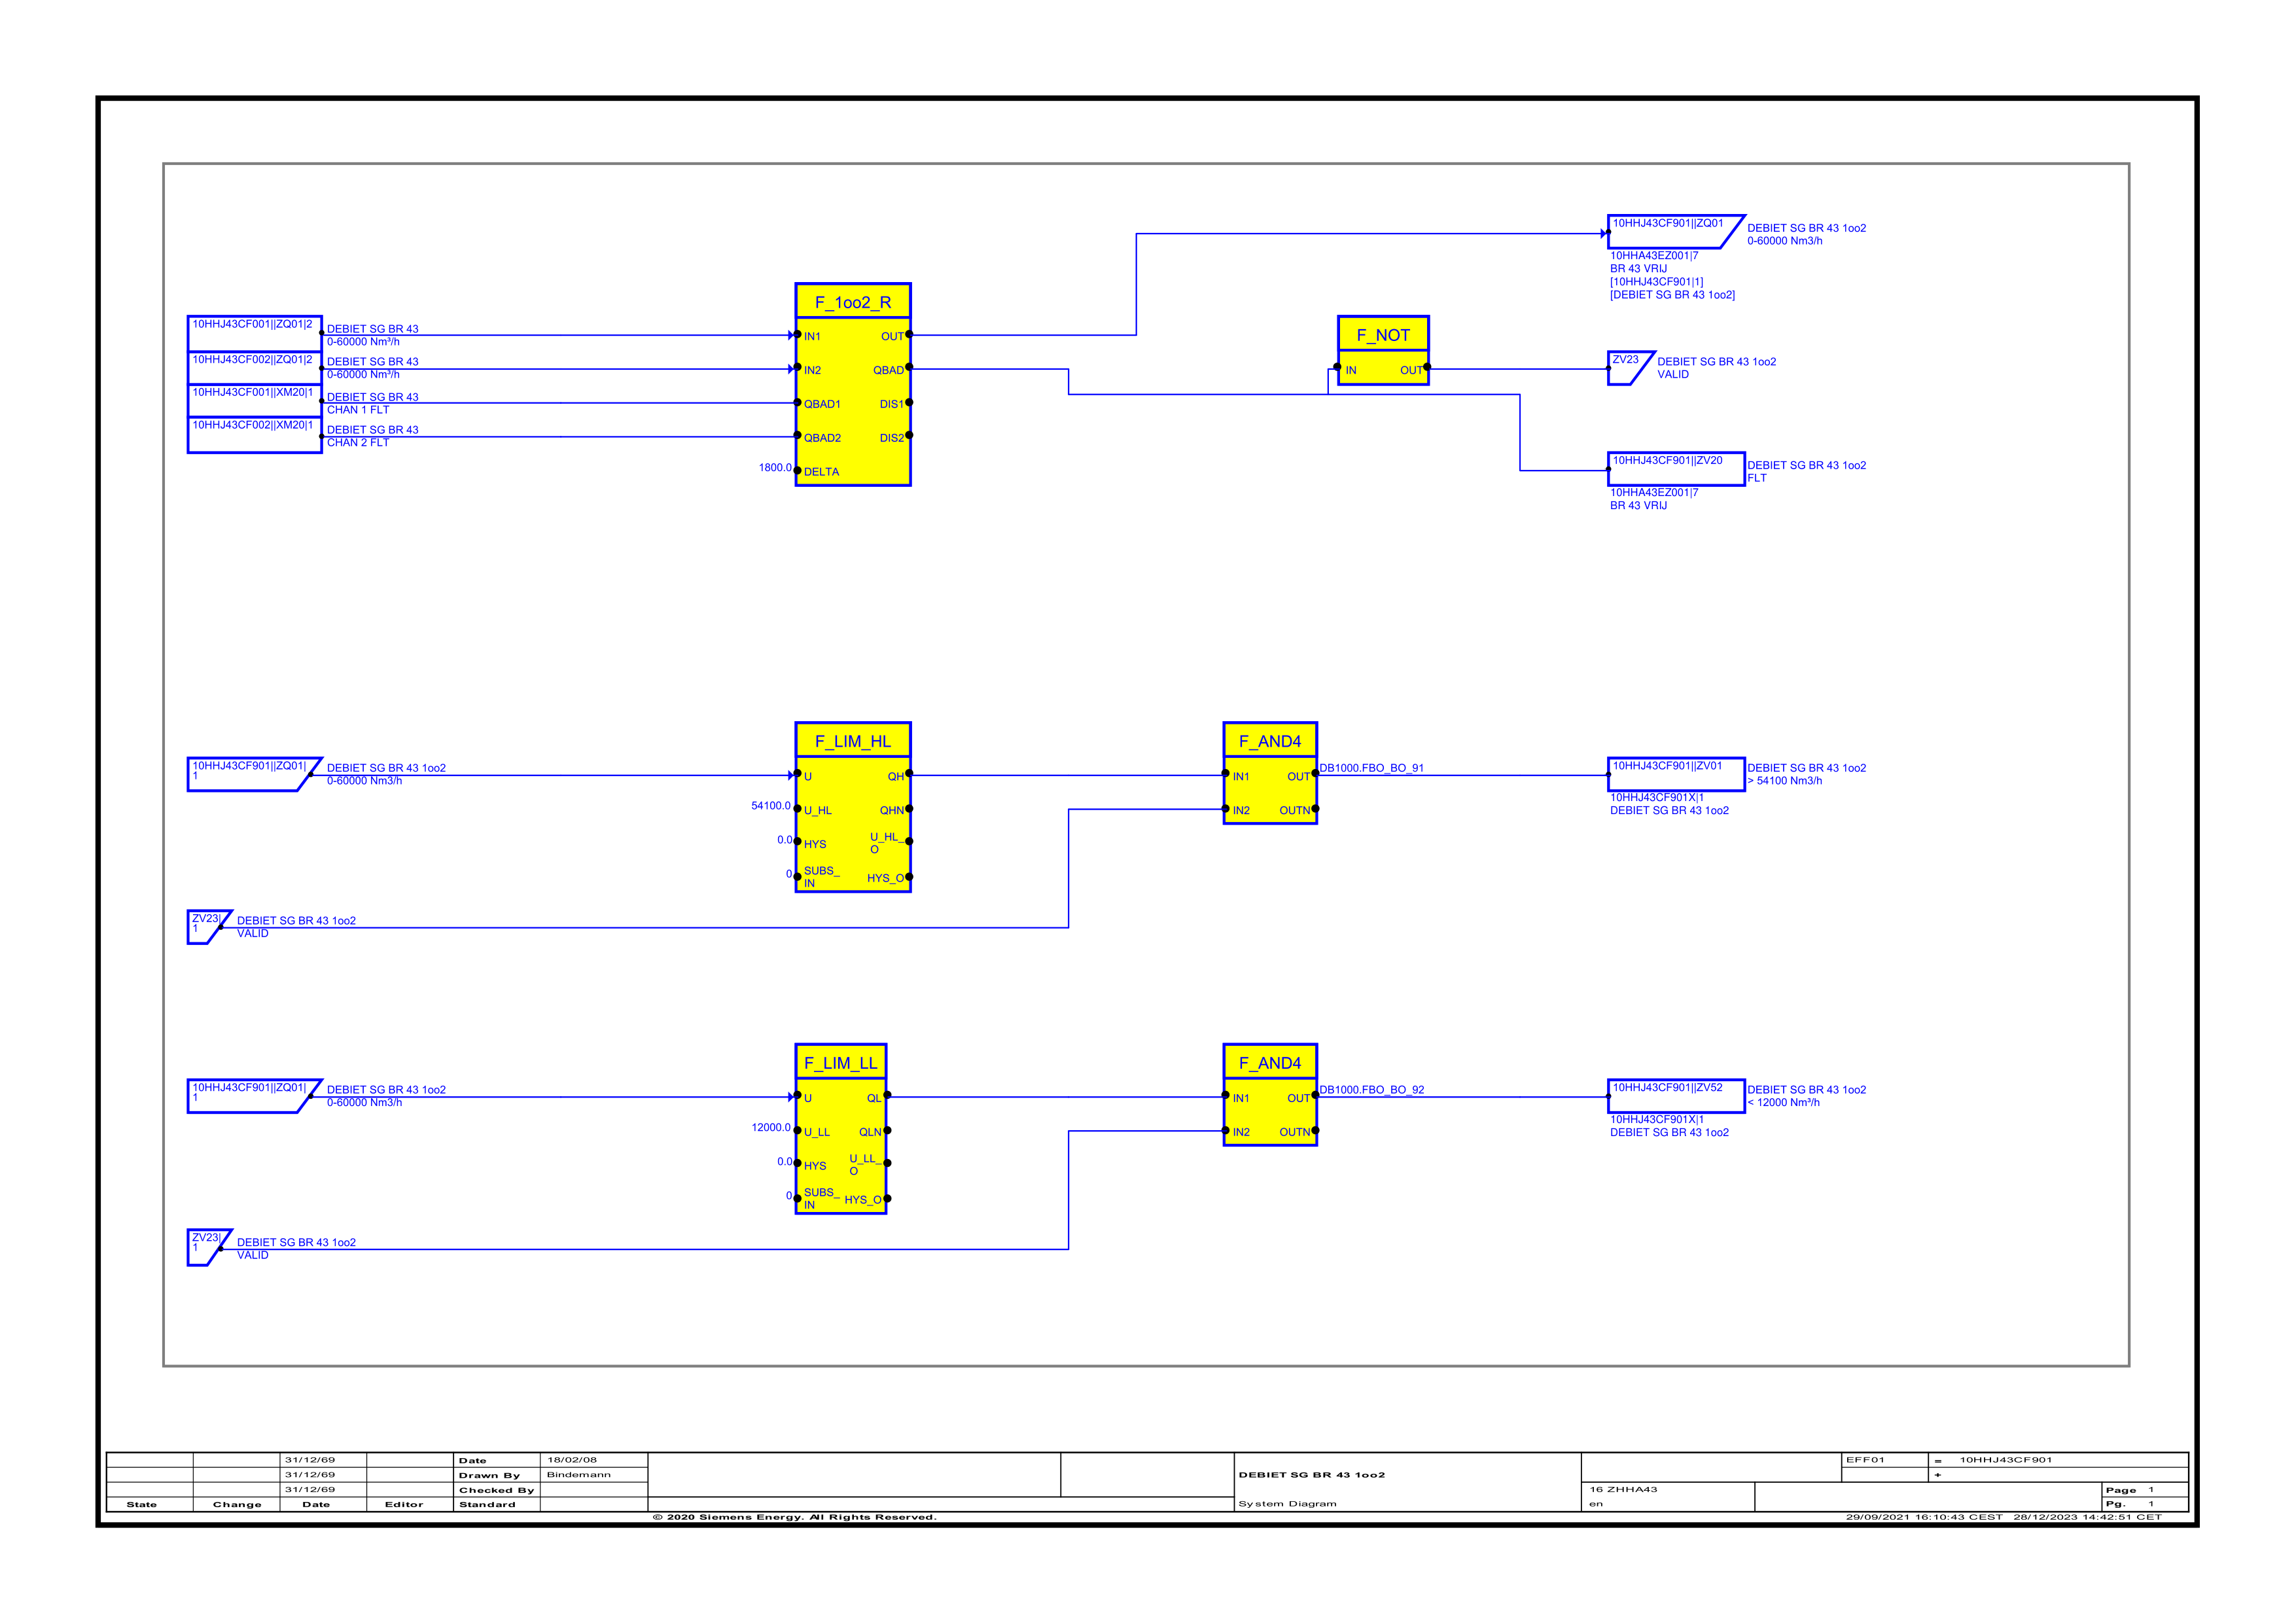 10HHJ43CF901||ZQ01
DEBIET SG BR 43 1oo2
0-60000 Nm3/h
10HHA43EZ001|7
BR 43 VRIJ
[10HHJ43CF901|1]
[DEBIET SG BR 43 1oo2]
F_1oo2_R
10HHJ43CF001||ZQ01|2
DEBIET SG BR 43
0-60000 Nm³/h
10HHJ43CF002||ZQ01|2
DEBIET SG BR 43
0-60000 Nm³/h
10HHJ43CF001||XM20|1
DEBIET SG BR 43
CHAN 1 FLT
10HHJ43CF002||XM20|1
DEBIET SG BR 43
CHAN 2 FLT
1800.0
IN1 OUT
IN2 QBAD
QBAD1 DIS1
QBAD2 DIS2
DELTA
F_NOT
IN OUT
ZV23
DEBIET SG BR 43 1oo2
VALID
10HHJ43CF901||ZV20
DEBIET SG BR 43 1oo2
FLT
10HHA43EZ001|7
BR 43 VRIJ
10HHJ43CF901||ZQ01|
1
DEBIET SG BR 43 1oo2
0-60000 Nm3/h
F_LIM_HL
U QH
54100.0 U_HL QHN
0.0 HYS U_HL_
O
0 SUBS_
IN HYS_O
F_AND4
IN1 OUT
IN2 OUTN
DB1000.FBO_BO_91
10HHJ43CF901||ZV01
DEBIET SG BR 43 1oo2
> 54100 Nm3/h
10HHJ43CF901X|1
DEBIET SG BR 43 1oo2
ZV23|
1
DEBIET SG BR 43 1oo2
VALID
10HHJ43CF901||ZQ01|
1
DEBIET SG BR 43 1oo2
0-60000 Nm3/h
F_LIM_LL
U QL
12000.0 U_LL QLN
0.0 HYS U_LL_
O
0 SUBS_
IN HYS_O
F_AND4
IN1 OUT
IN2 OUTN
DB1000.FBO_BO_92
10HHJ43CF901||ZV52
DEBIET SG BR 43 1oo2
< 12000 Nm³/h
10HHJ43CF901X|1
DEBIET SG BR 43 1oo2
ZV23|
1
DEBIET SG BR 43 1oo2
VALID
31/12/69 Date 18/02/08
31/12/69 Drawn By Bindemann
31/12/69 Checked By
State Change Date Editor Standard
DEBIET SG BR 43 1oo2
System Diagram
EFF01 = 10HHJ43CF901
+
16 ZHHA43
en
Page 1
Pg. 1
© 2020 Siemens Energy. All Rights Reserved.
29/09/2021 16:10:43 CEST 28/12/2023 14:42:51 CET